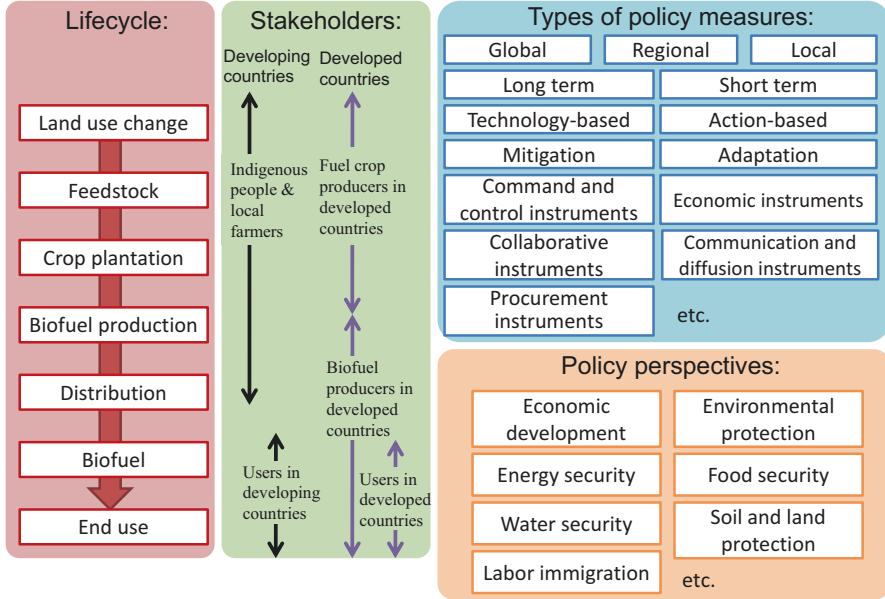 Lifecycle:
Land use change
Feedstock
Crop plantation
Biofuel production
Distribution
Biofuel
End use
Stakeholders:
Developing
countries
Developed
countries
Indigenous
people &
local
farmers
Fuel crop
producers in
developed
countries
Biofuel
producers in
developed
countries
Users in
developing
countries
Users in
developed
countries
Types of policy measures:
Global
Regional
Local
Long term
Short term
Technology-based
Action-based
Mitigation
Adaptation
Command and
control instruments
Economic instruments
Collaborative
instruments
Communication and
diffusion instruments
Procurement
instruments
etc.
Policy perspectives:
Economic
development
Environmental
protection
Energy security
Food security
Water security
Soil and land
protection
Labor immigration
etc.